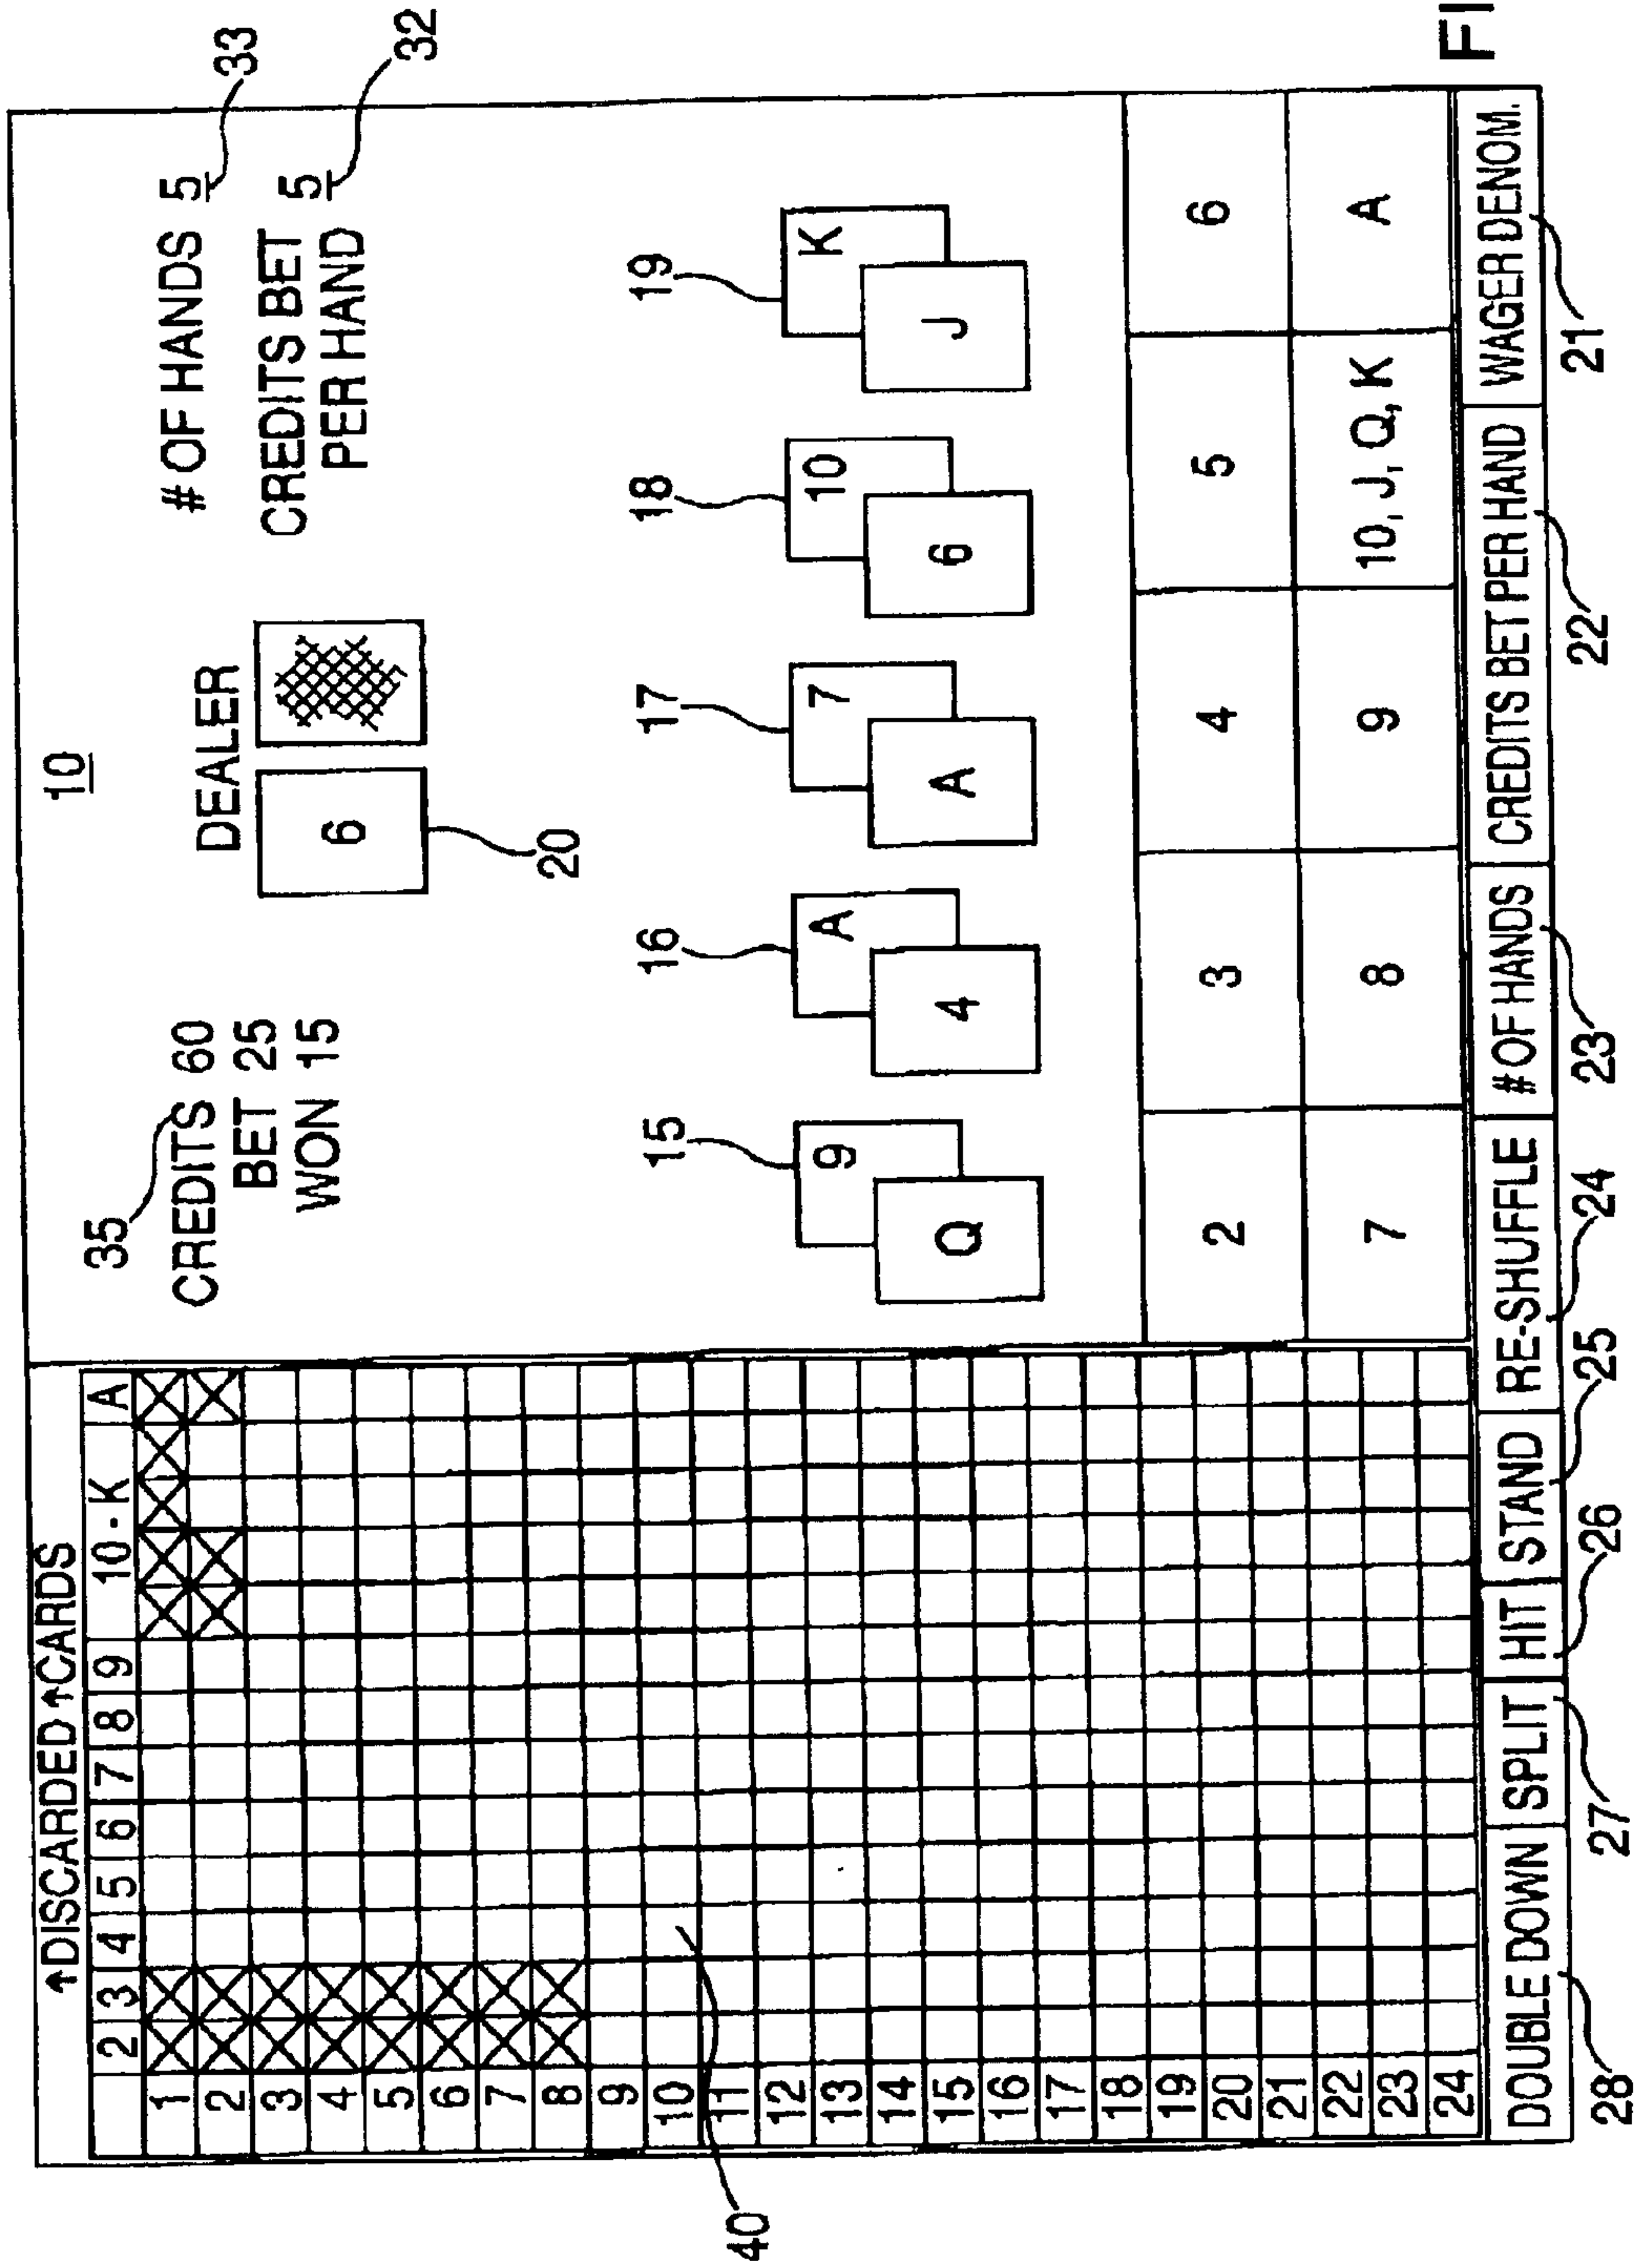 10
↑DISCARDED ↑CARDS
2 3 4 5 6 7 8 9 10 - K A
1
2
3
4
5
6
7
8
9
10
11
12
13
14
15
16
17
18
19
20
21
22
23
24
40
35
CREDITS 60
BET 25
WON 15
DEALER
6
20
# OF HANDS 5
33
CREDITS BET 5
PER HAND
32
15 16 17 18 19
9 A 7 10 K
Q 4 A 6 J
2 3 4 5 6
7 8 9 10, J, Q, K A
DOUBLE DOWN SPLIT HIT STAND RE-SHUFFLE # OF HANDS CREDITS BET PER HAND WAGER DENOM.
28 27 26 25 24 23 22 21
FI